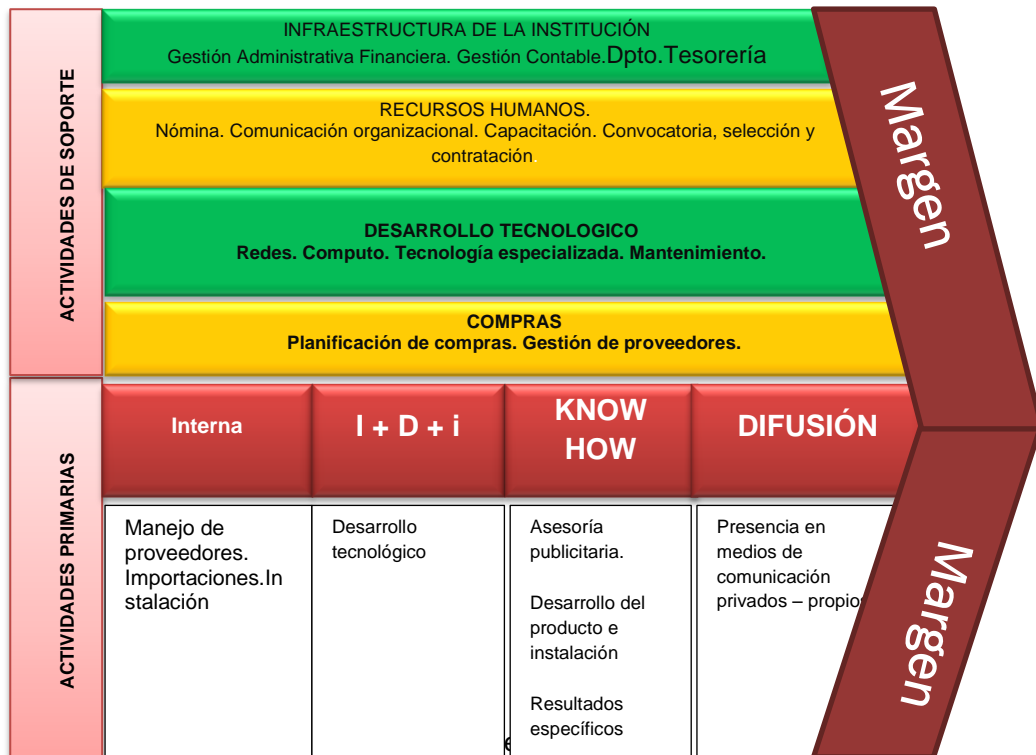 ACTIVIDADES DE SOPORTE
INFRAESTRUCTURA DE LA INSTITUCIÓN
Gestión Administrativa Financiera. Gestión Contable.Dpto.Tesorería
RECURSOS HUMANOS.
Nómina. Comunicación organizacional. Capacitación. Convocatoria, selección y
contratación.
DESARROLLO TECNOLOGICO
Redes. Computo. Tecnología especializada. Mantenimiento.
COMPRAS
Planificación de compras. Gestión de proveedores.
Margen
ACTIVIDADES PRIMARIAS
Interna
Manejo de
proveedores.
Importaciones.In
stalación
I + D + i
Desarrollo
tecnológico
KNOW
HOW
Asesoría
publicitaria.
Desarrollo del
producto e
instalación
Resultados
específicos
DIFUSIÓN
Presencia en
medios de
comunicación
privados – propios
Margen